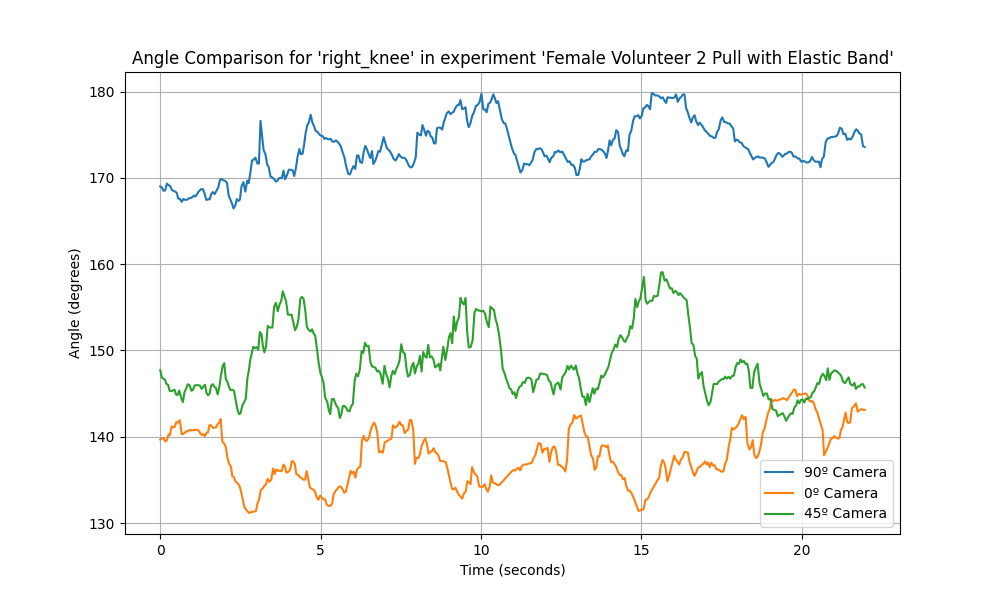 Angle Comparison for 'right_knee' in experiment 'Female Volunteer 2 Pull with Elastic Band'
180
170
160
150
140
130
Angle (degrees)
0 5 10 15 20
Time (seconds)
90º Camera
0º Camera
45º Camera